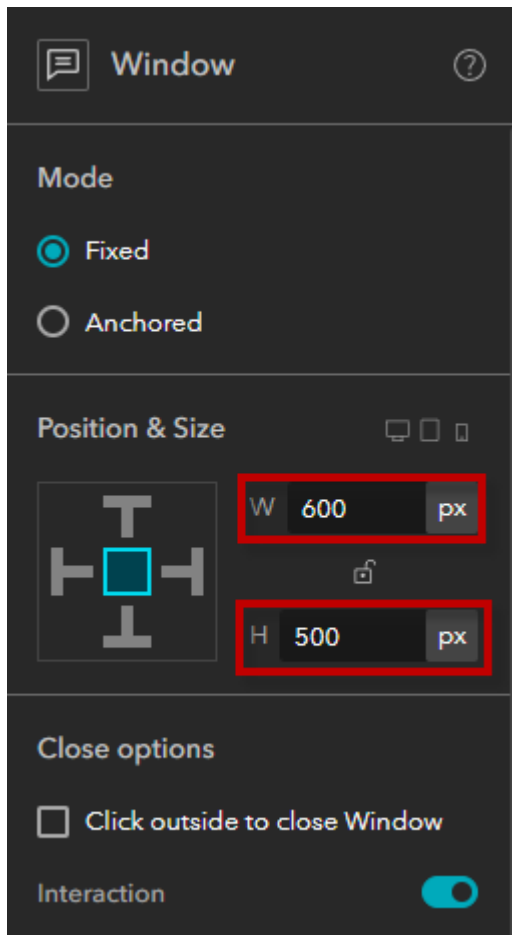 Window
Mode
Fixed
Anchored
Position & Size
W 600 px
H 500 px
Close options
Click outside to close Window
Interaction